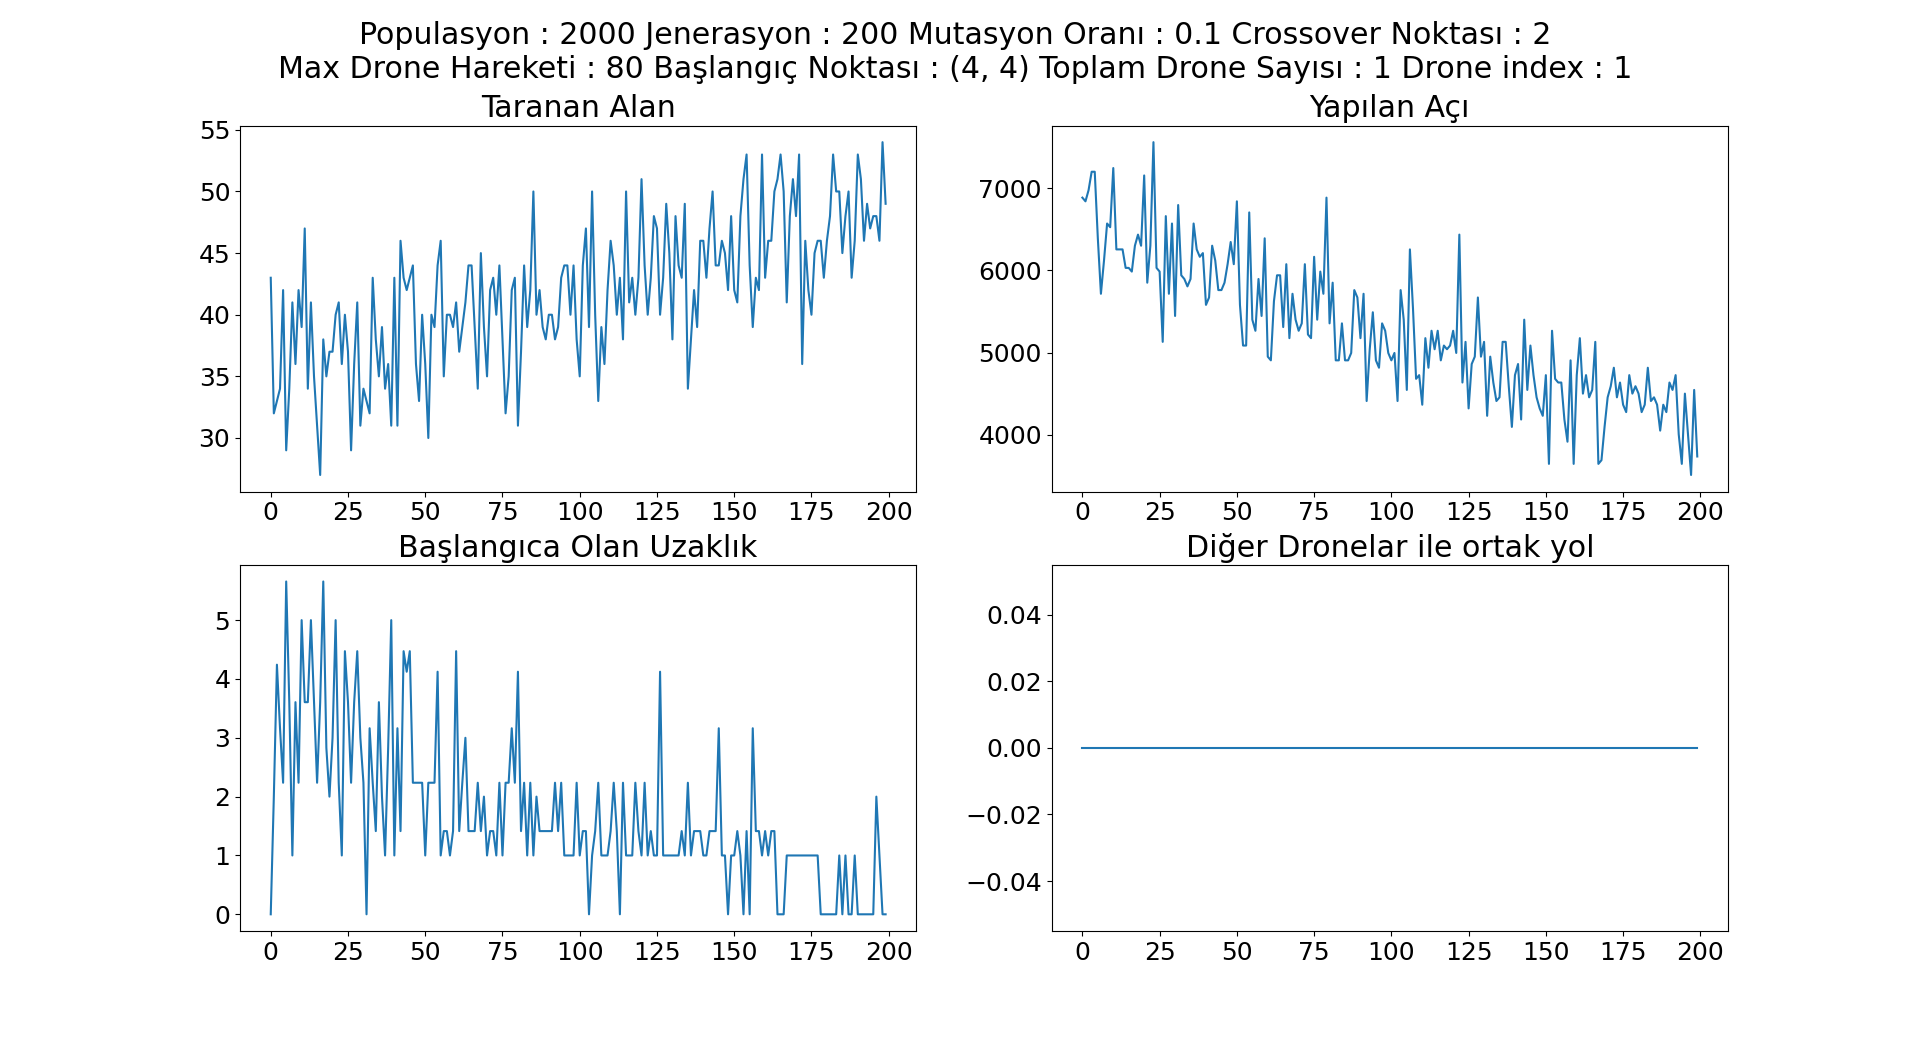 Populasyon : 2000 Jenerasyon : 200 Mutasyon Oranı : 0.1 Crossover Noktası : 2
Max Drone Hareketi : 80 Başlangıç Noktası : (4, 4) Toplam Drone Sayısı : 1 Drone index : 1
Taranan Alan
55
50
45
40
35
30
0 25 50 75 100 125 150 175 200
Yapılan Açı
7000
6000
5000
4000
0 25 50 75 100 125 150 175 200
Başlangıca Olan Uzaklık
5
4
3
2
1
0
0 25 50 75 100 125 150 175 200
Diğer Dronelar ile ortak yol
0.04
0.02
0.00
−0.02
−0.04
0 25 50 75 100 125 150 175 200